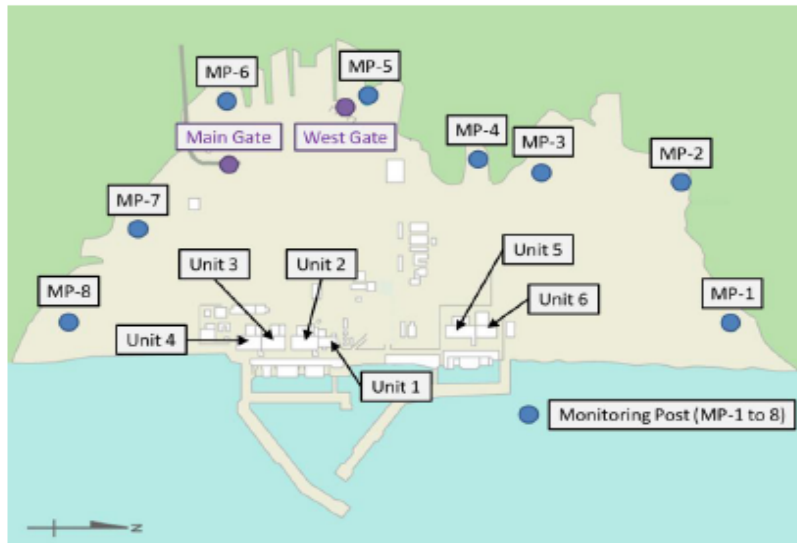 MP-5
MP-6
Main Gate
West Gate
MP-4
MP-3
MP-2
MP-7
Unit 3
Unit 2
Unit 5
Unit 6
MP-8
MP-1
Unit 4
Unit 1
Monitoring Post (MP-1 to 8)
N